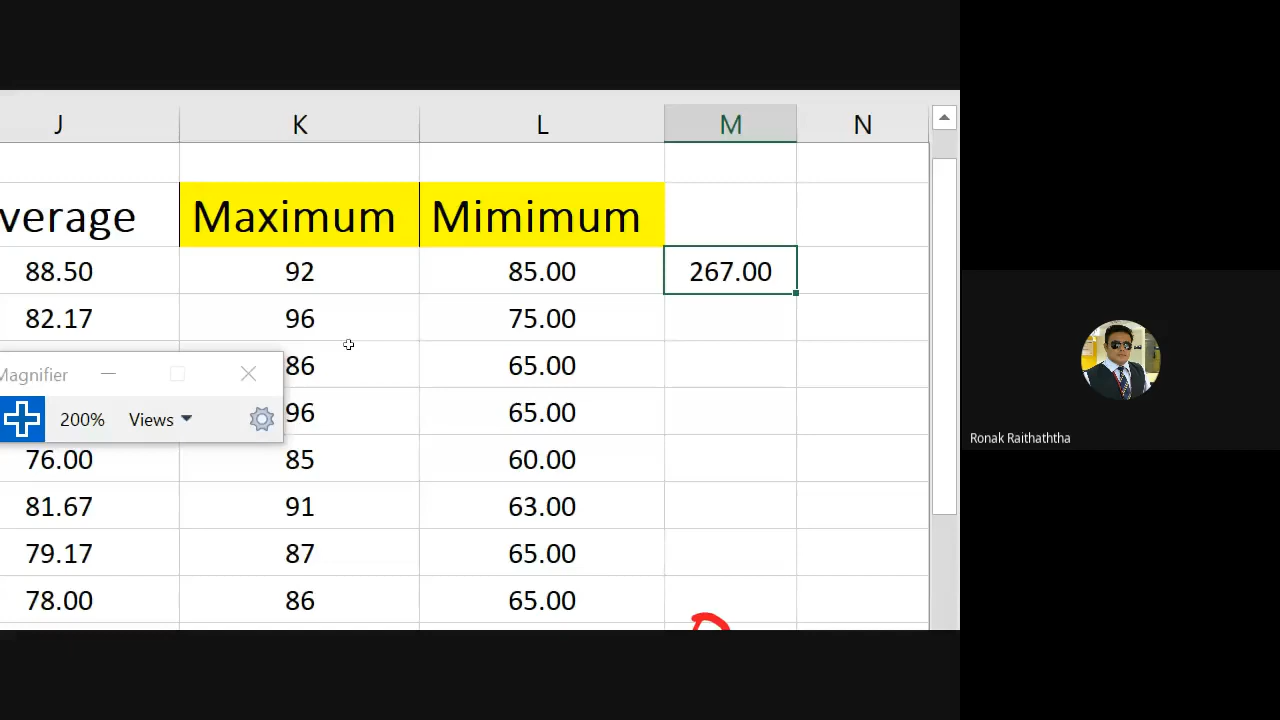 J K L M N
verage Maximum Mimimum
88.50 92 85.00 267.00
82.17 96 75.00
86 65.00
Magnifier
96 65.00
200% Views
76.00 85 60.00
81.67 91 63.00
79.17 87 65.00
78.00 86 65.00
Ronak Raithaththa